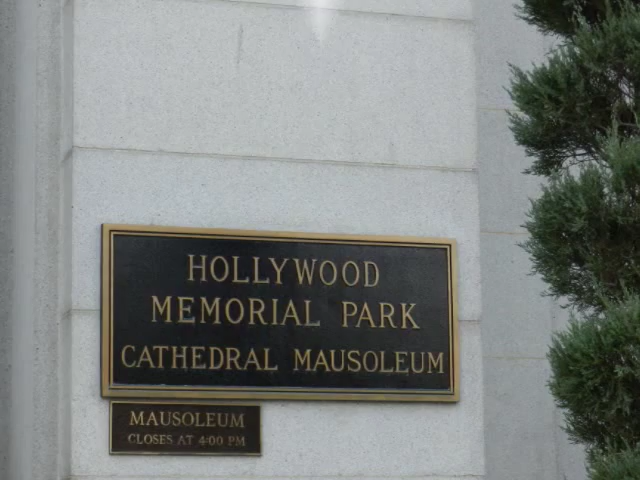 HOLLYWOOD
MEMORIAL PARK
CATHEDRAL MAUSOLEUM
MAUSOLEUM
CLOSES AT 4:00 PM